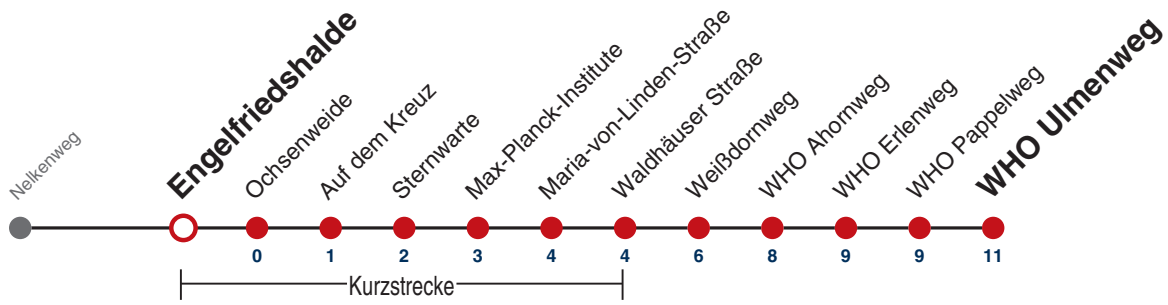 Nelkenweg
Engelfriedshalde
Ochsenweide
Auf dem Kreuz
Sternwarte
Max-Planck-Institute
Maria-von-Linden-Straße
Waldhäuser Straße
Weißdornweg
WHO Ahornweg
WHO Erlenweg
WHO Pappelweg
WHO Ulmenweg
0 1 2 3 4 4 6 8 9 9 11
Kurzstrecke